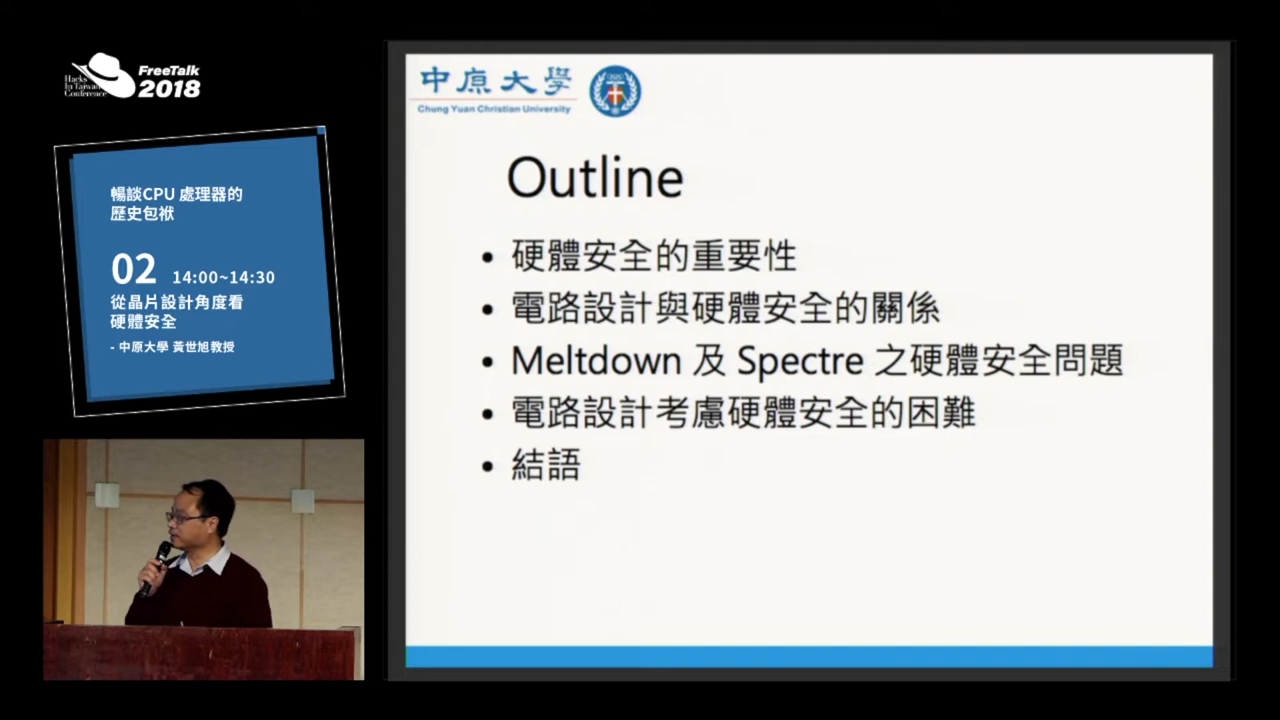 Hacks
In Taiwan
Conference
FreeTalk
2018
暢談CPU 處理器的
歷史包袱
02 14:00~14:30
從晶片設計角度看
硬體安全
- 中原大學 黃世旭教授
中原大學
Chung Yuan Christian University
Outline
• 硬體安全的重要性
• 電路設計與硬體安全的關係
• Meltdown 及 Spectre 之硬體安全問題
• 電路設計考慮硬體安全的困難
• 結語